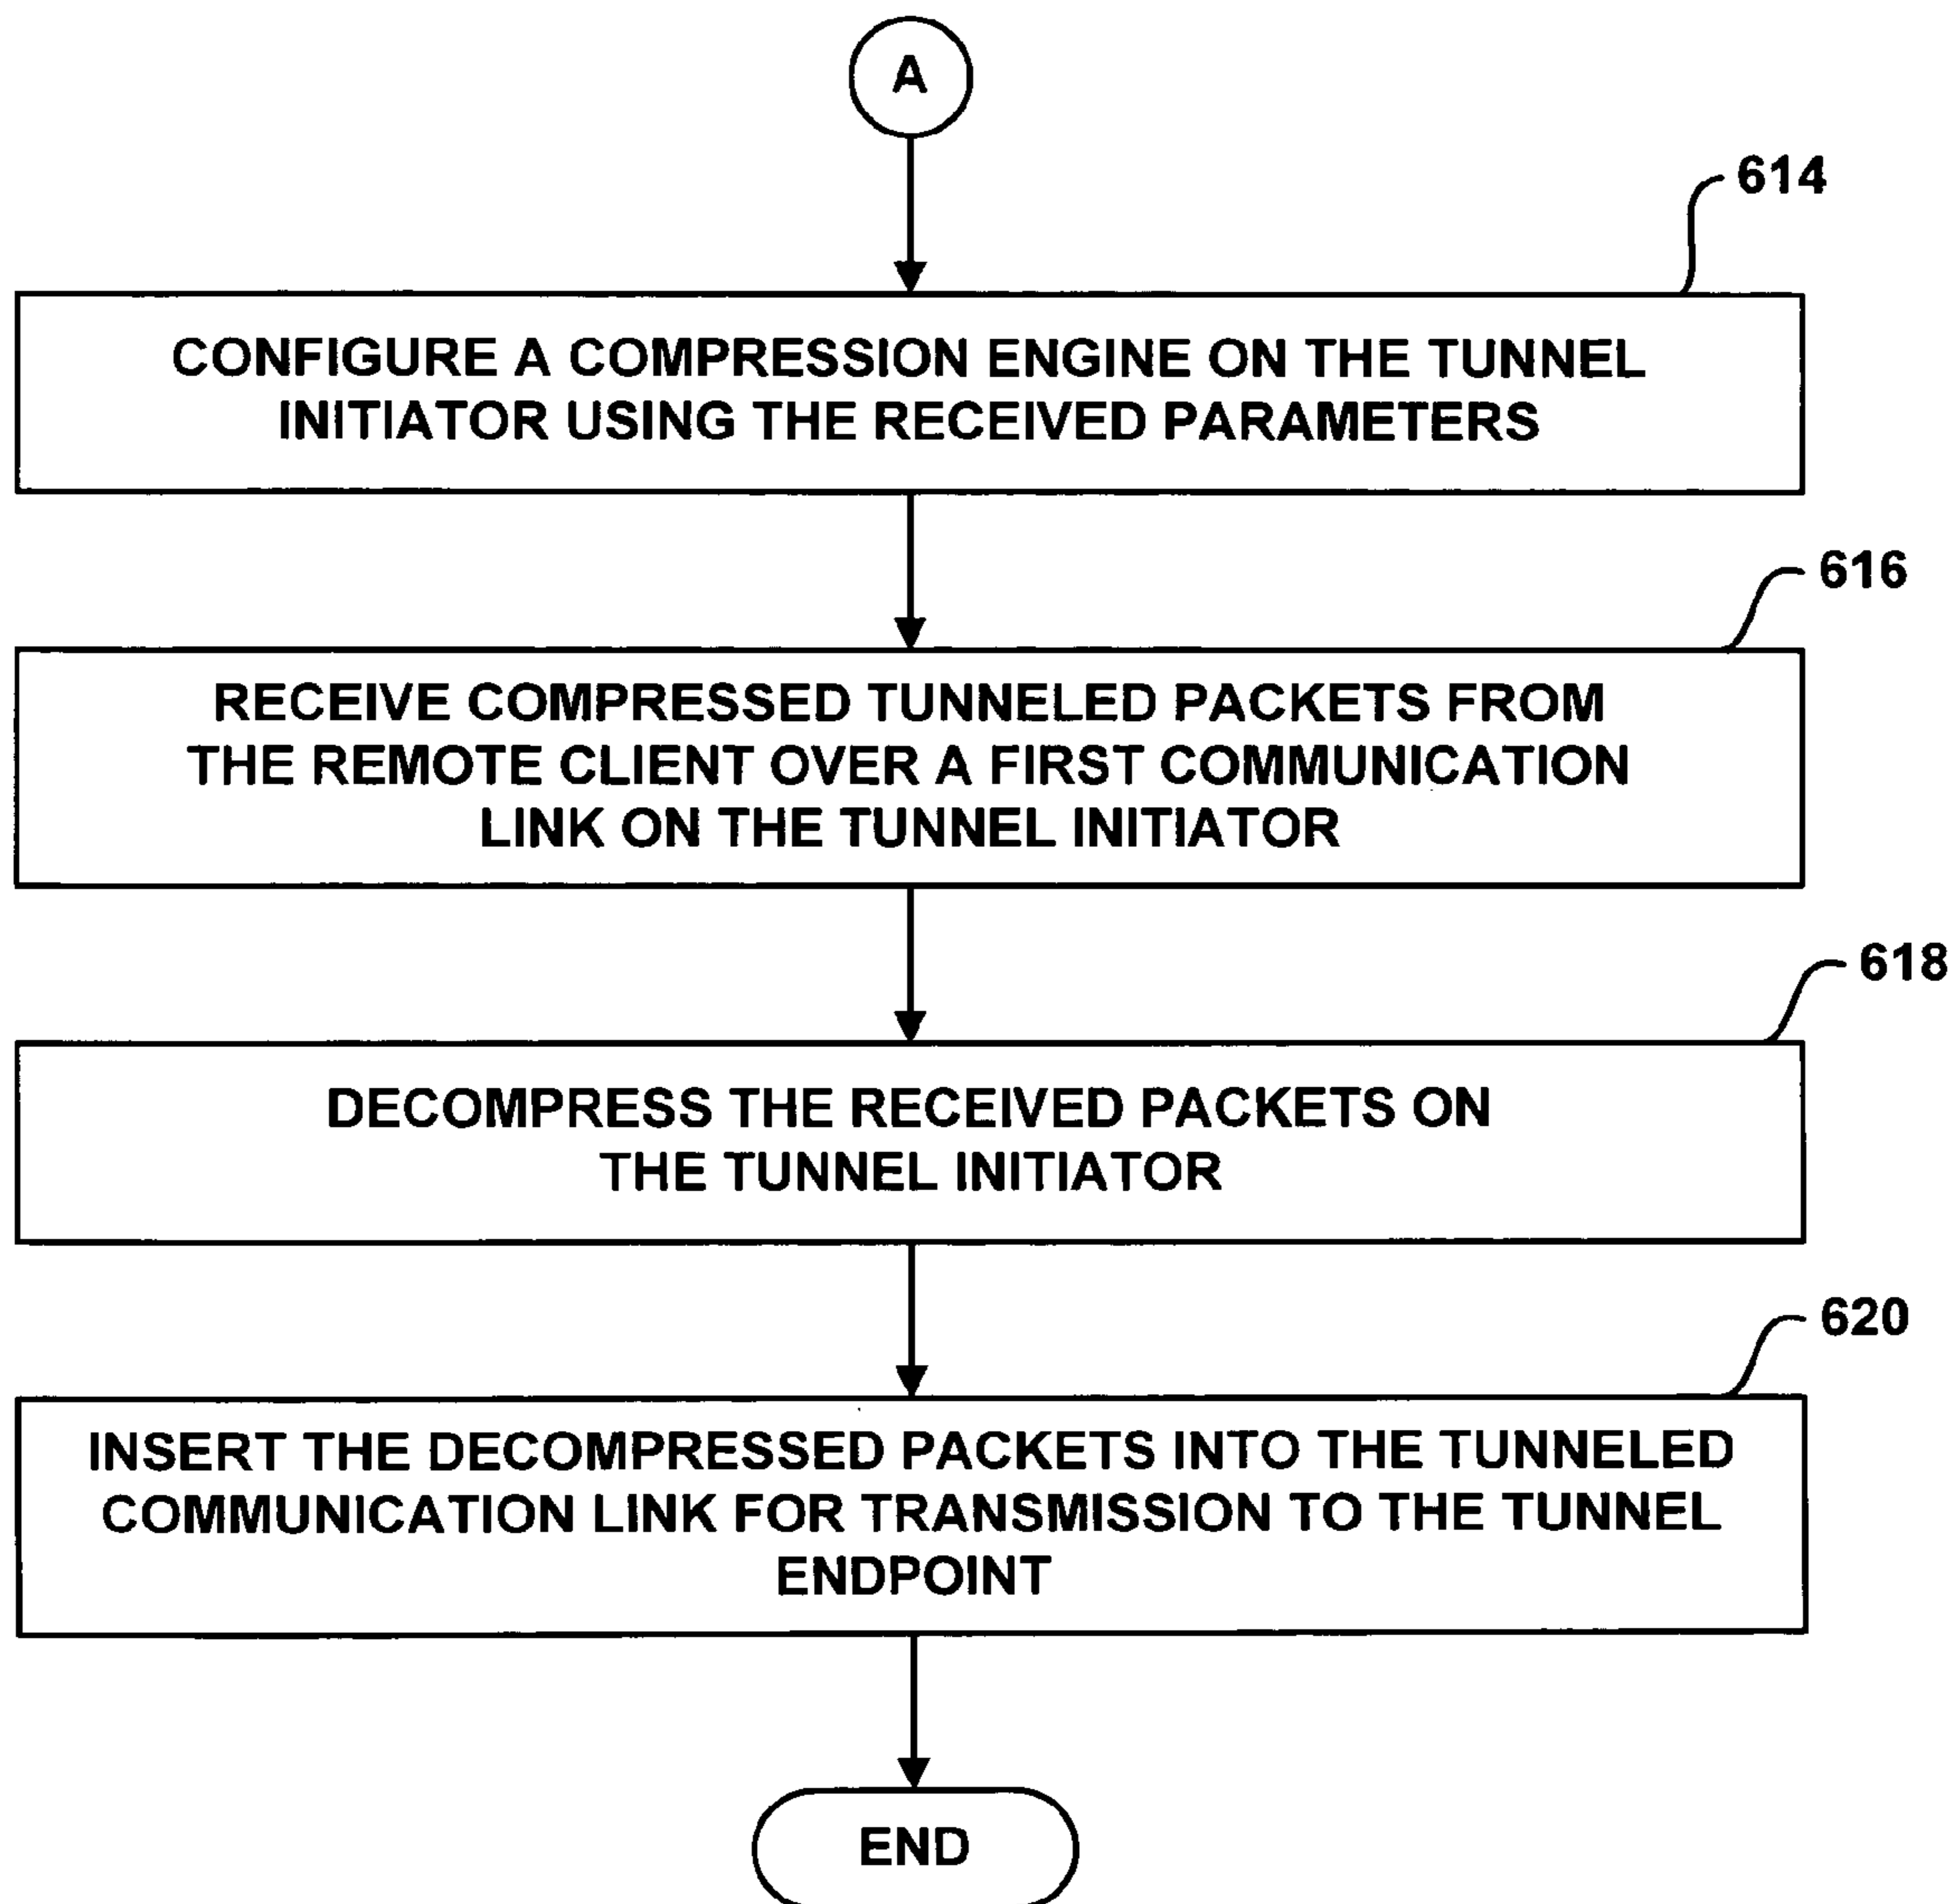 A
614
CONFIGURE A COMPRESSION ENGINE ON THE TUNNEL
INITIATOR USING THE RECEIVED PARAMETERS
616
RECEIVE COMPRESSED TUNNELED PACKETS FROM
THE REMOTE CLIENT OVER A FIRST COMMUNICATION
LINK ON THE TUNNEL INITIATOR
618
DECOMPRESS THE RECEIVED PACKETS ON
THE TUNNEL INITIATOR
620
INSERT THE DECOMPRESSED PACKETS INTO THE TUNNELED
COMMUNICATION LINK FOR TRANSMISSION TO THE TUNNEL
ENDPOINT
END